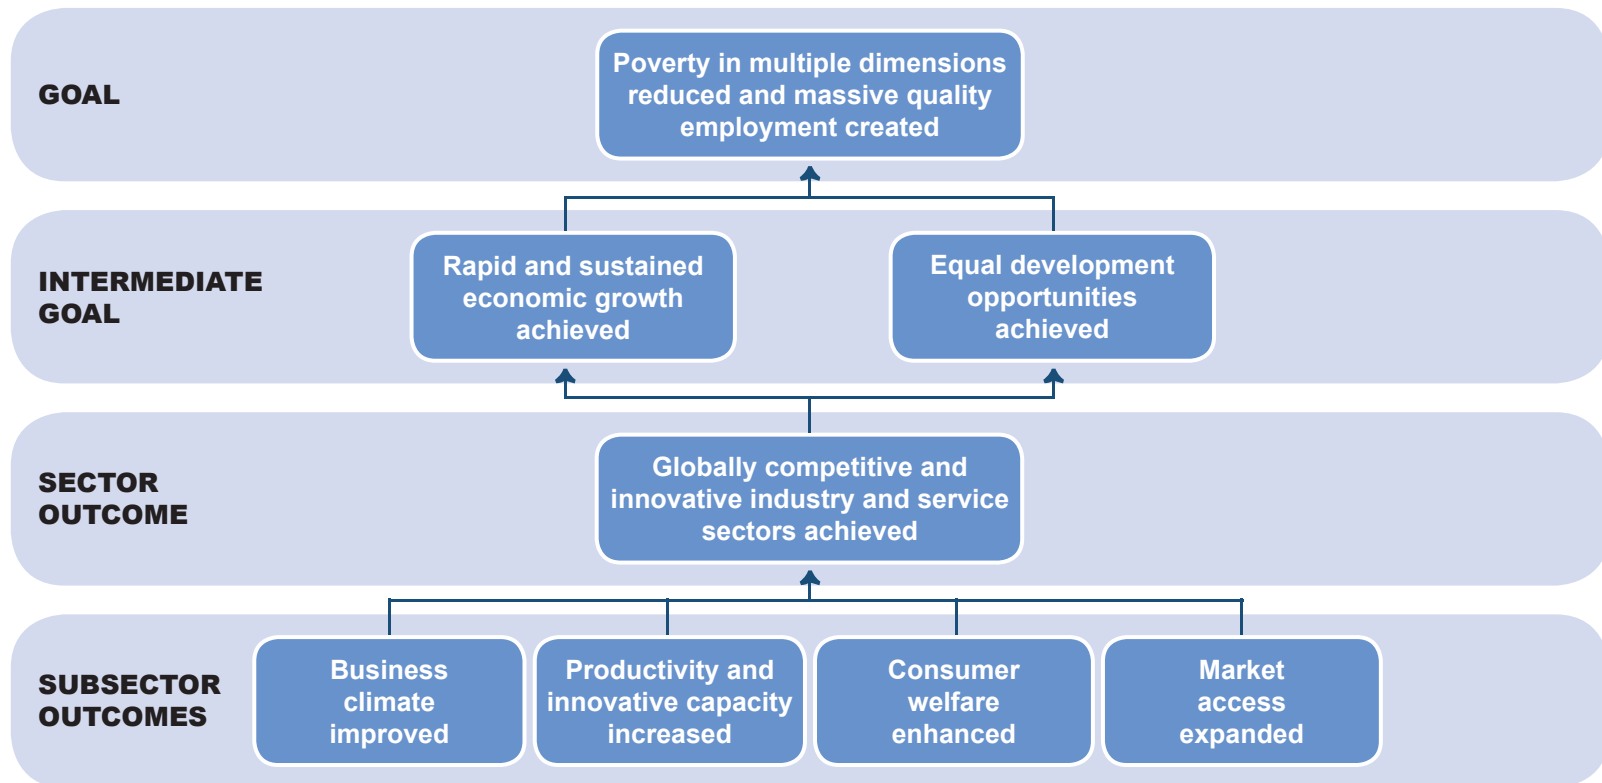 GOAL
Poverty in multiple dimensions
reduced and massive quality
employment created
INTERMEDIATE
GOAL
Rapid and sustained
economic growth
achieved
Equal development
opportunities
achieved
SECTOR
OUTCOME
Globally competitive and
innovative industry and service
sectors achieved
SUBSECTOR
OUTCOMES
Business
climate
improved
Productivity and
innovative capacity
increased
Consumer
welfare
enhanced
Market
access
expanded